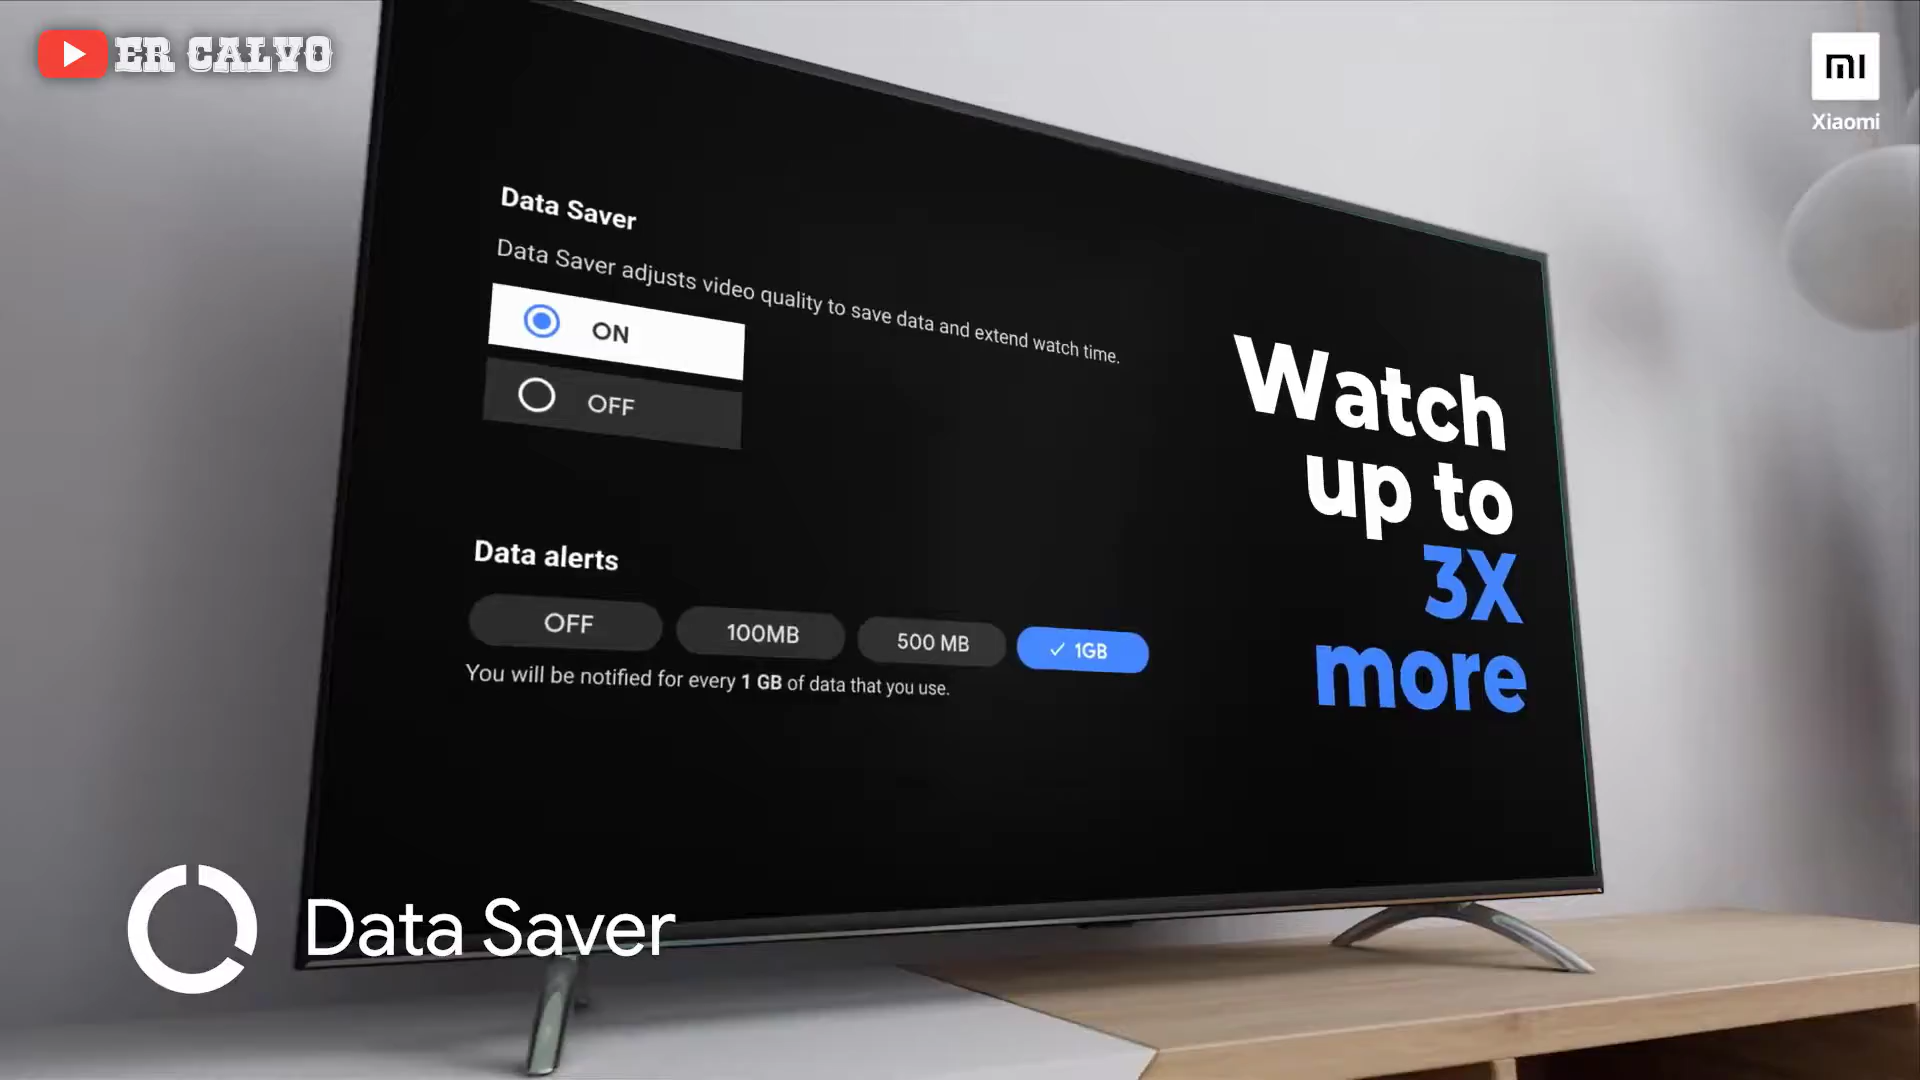 ER CALVO
mi
Xiaomi
Data Saver
Data Saver adjusts video quality to save data and extend watch time.
ON
OFF
Watch
up to
3X
more
Data alerts
OFF
100MB
500 MB
✓ 1GB
You will be notified for every 1 GB of data that you use.
Data Saver